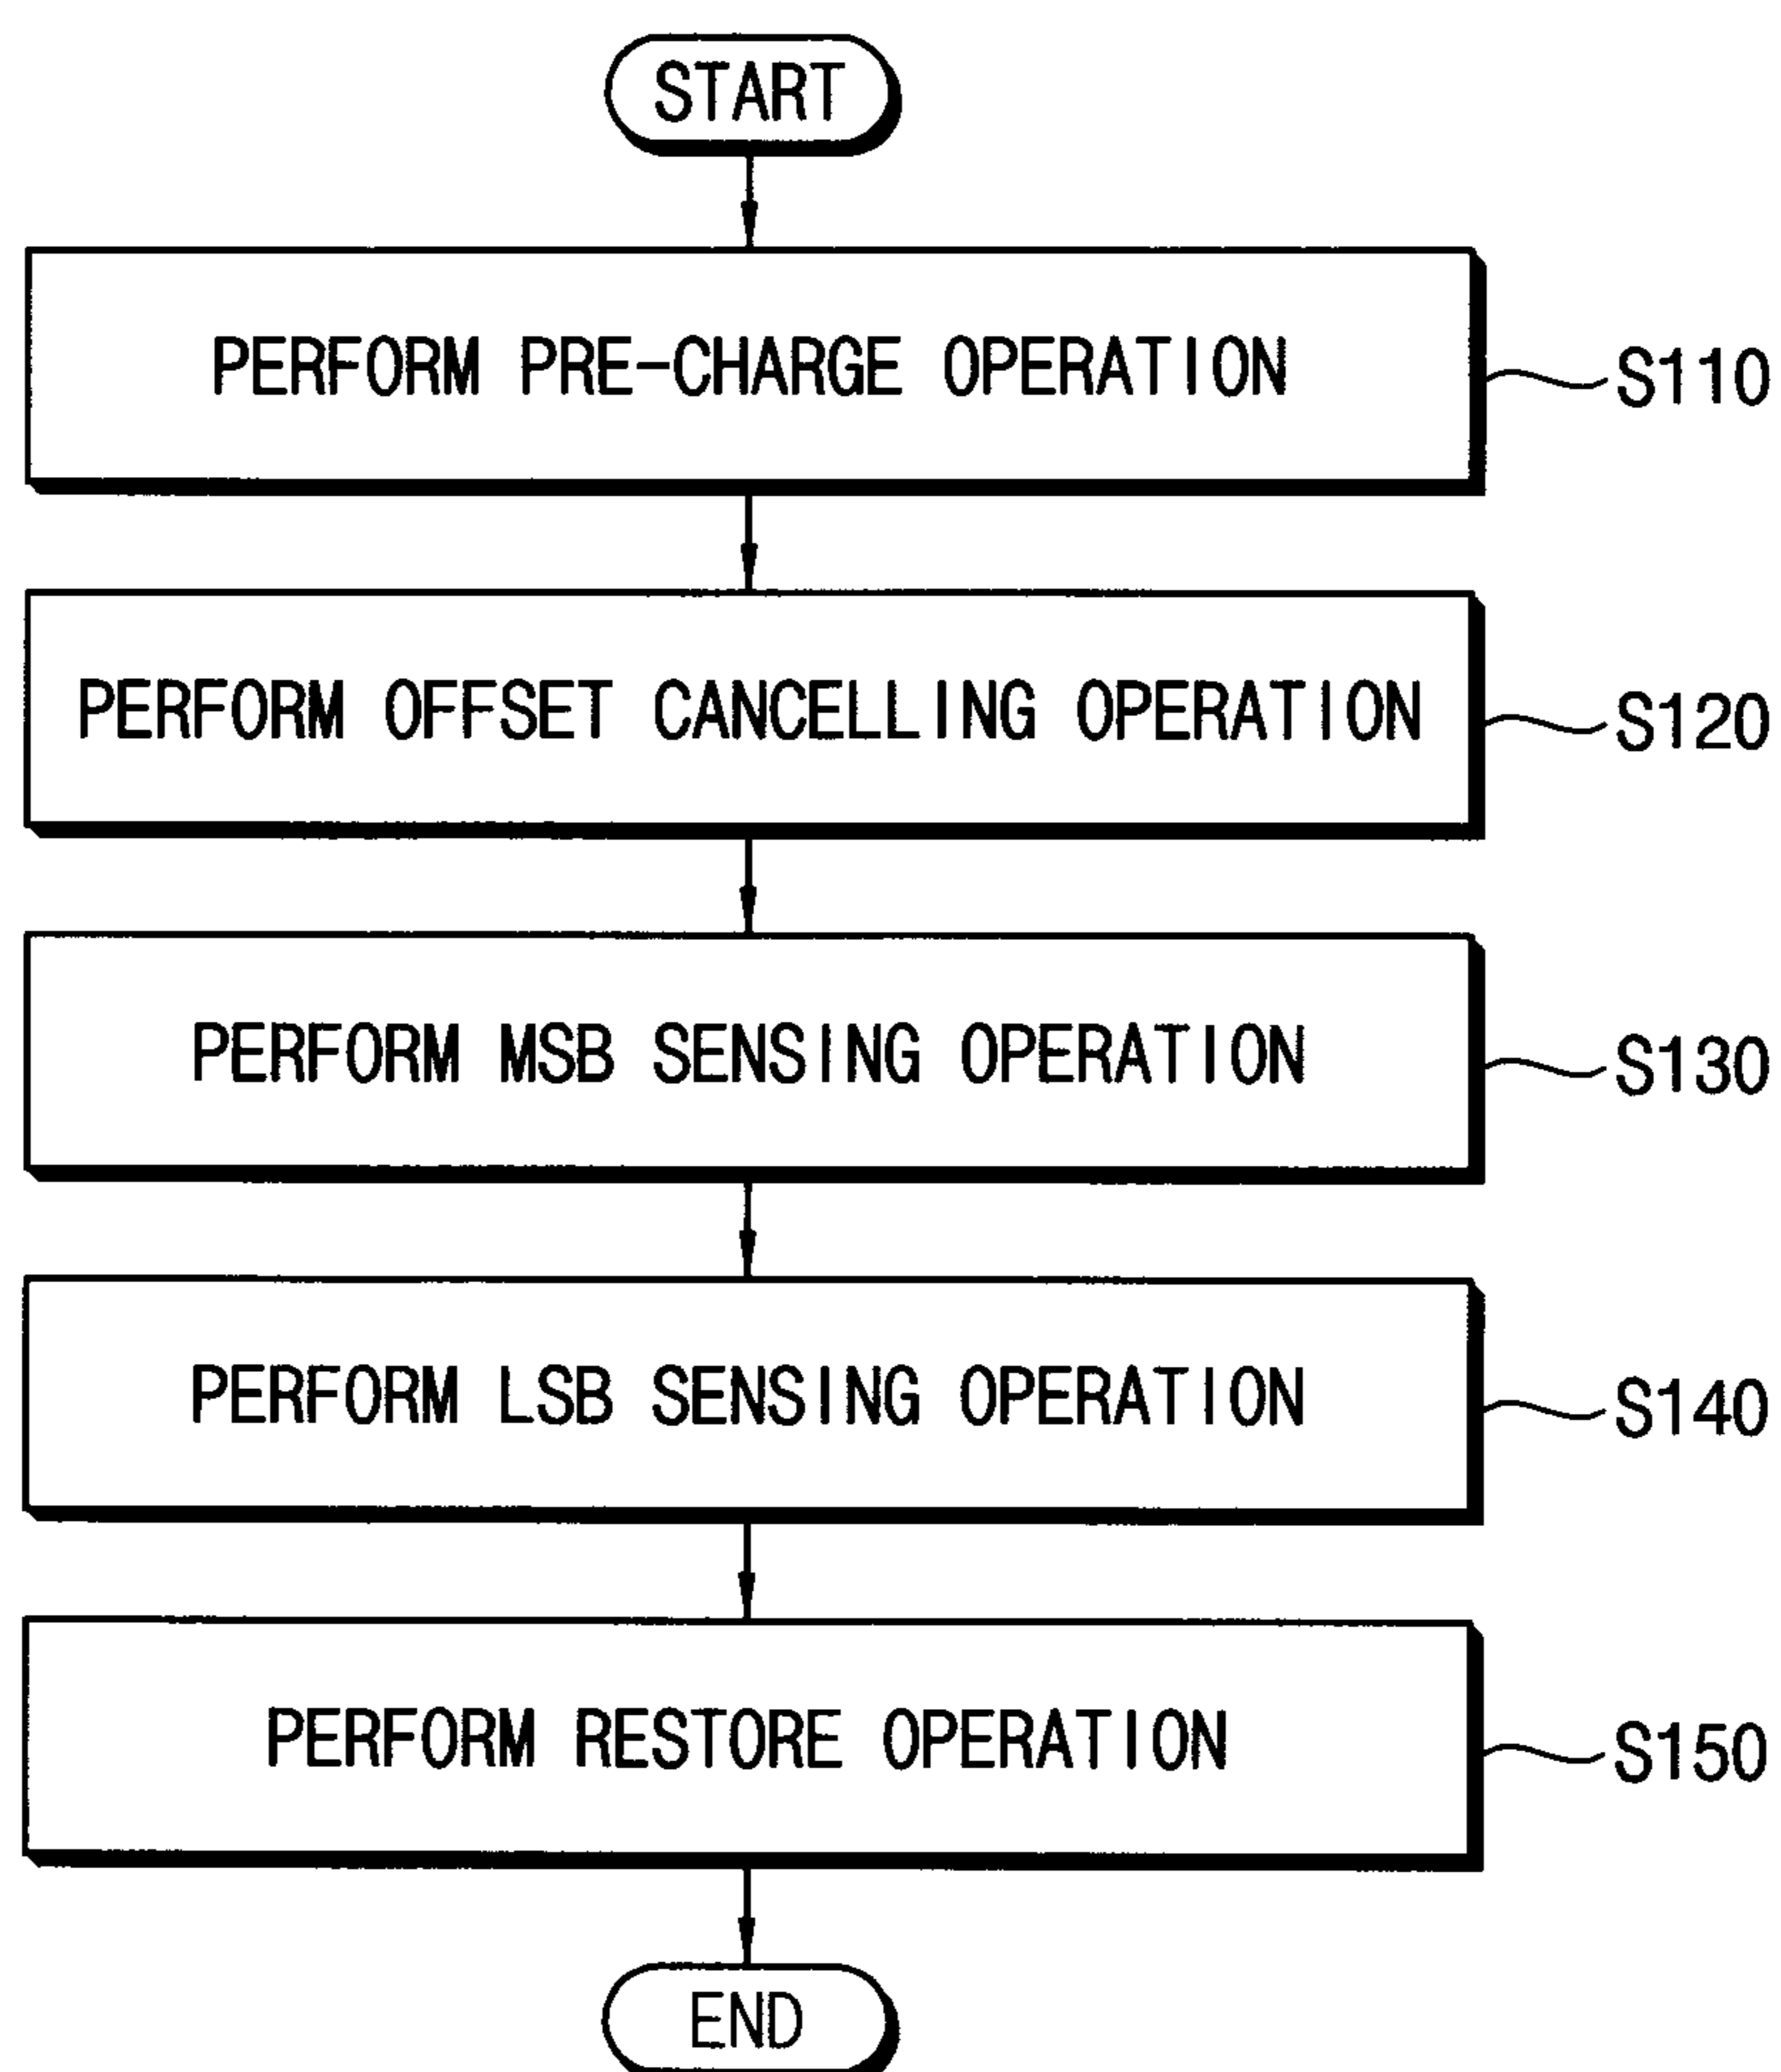 START
PERFORM PRE-CHARGE OPERATION
S110
PERFORM OFFSET CANCELLING OPERATION
S120
PERFORM MSB SENSING OPERATION
S130
PERFORM LSB SENSING OPERATION
S140
PERFORM RESTORE OPERATION
S150
END